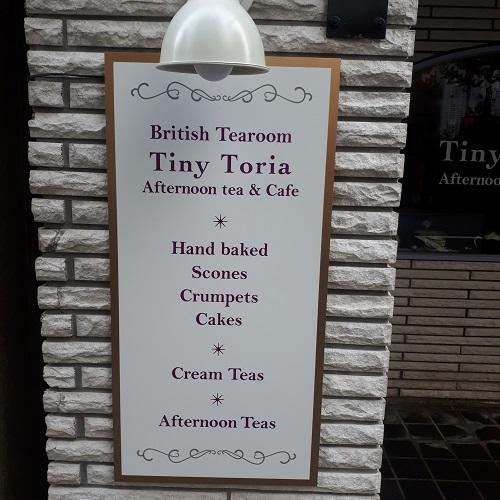 British Tearoom
Tiny Toria
Afternoon tea & Cafe
Hand baked
Scones
Crumpets
Cakes
Cream Teas
Afternoon Teas
Tiny
Afternoo